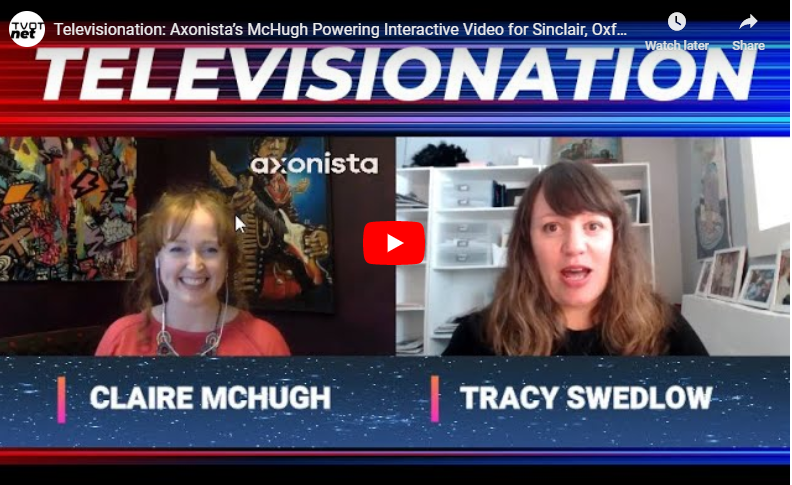 TVOT
net
Televisionation: Axonista’s McHugh Powering Interactive Video for Sinclair, Oxf...
Watch later
Share
TELEVISIONATION
axonista
CLAIRE MCHUGH
TRACY SWEDLOW